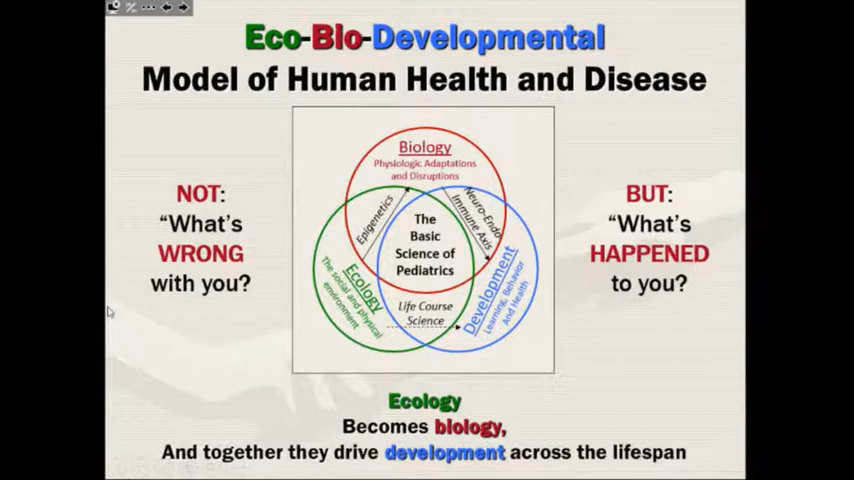 Eco-Bio-Developmental
Model of Human Health and Disease
NOT:
“What’s
WRONG
with you?
Biology
Physiologic Adaptations
and Disruptions
Epigenetics
Neuro-Endo
Immune Axis
The
Basic
Science of
Pediatrics
Ecology
The social and physical
environment
Life Course
Science
Development
Learning, Behavior
And Health
BUT:
“What’s
HAPPENED
to you?
Ecology
Becomes biology,
And together they drive development across the lifespan